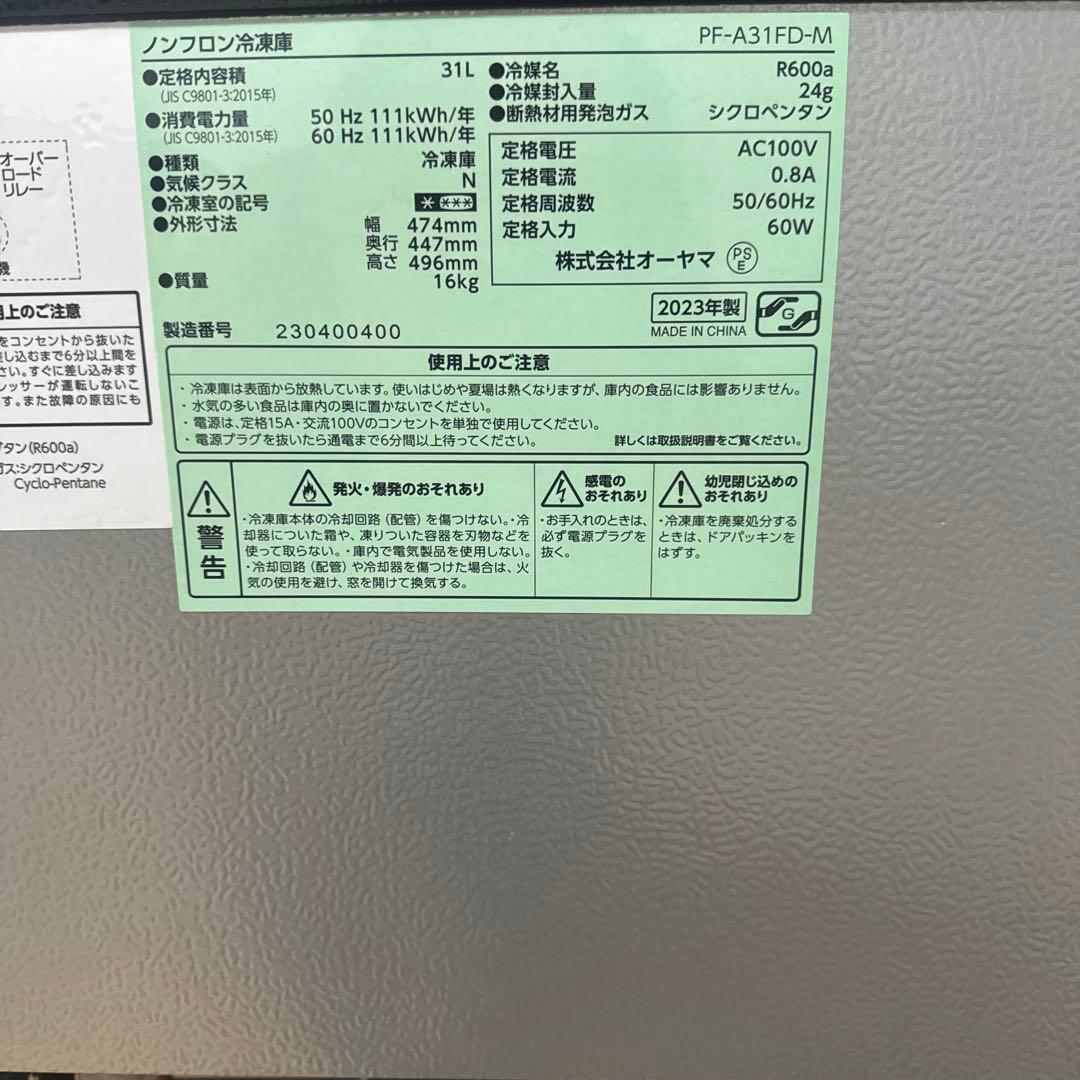 ノンフロン冷凍庫
PF-A31FD-M
●定格内容積 31L
(JIS C9801-3:2015年)
●消費電力量 50 Hz 111kWh/年
(JIS C9801-3:2015年) 60 Hz 111kWh/年
●種類 冷凍庫
●気候クラス N
●冷凍室の記号 * ***
●外形寸法 幅 474mm
奥行 447mm
高さ 496mm
●質量 16kg
●冷媒名 R600a
●冷媒封入量 24g
●断熱材用発泡ガス シクロペンタン
定格電圧 AC100V
定格電流 0.8A
定格周波数 50/60Hz
定格入力 60W
株式会社オーヤマ PSE
製造番号 230400400
2023年製
MADE IN CHINA
G
使用上のご注意
・冷凍庫は表面から放熱しています。使いはじめや夏場は熱くなりますが、庫内の食品には影響ありません。
・水気の多い食品は庫内の奥に置かないでください。
・電源は、定格15A・交流100Vのコンセントを単独で使用してください。
・電源プラグを抜いたら通電まで6分間以上待ってください。 詳しくは取扱説明書をご覧ください。
警告
発火・爆発のおそれあり
・冷凍庫本体の冷却回路（配管）を傷つけない。・冷
却器についた霜や、凍りついた容器を刃物などを
使って取らない。・庫内で電気製品を使用しない。
・冷却回路（配管）や冷却器を傷つけた場合は、火
気の使用を避け、窓を開けて換気する。
感電の
おそれあり
・お手入れのときは、
必ず電源プラグを
抜く。
幼児閉じ込めの
おそれあり
・冷凍庫を廃棄処分する
ときは、ドアパッキンを
はずす。
オーバー
ロード
リレー
機
上のご注意
をコンセントから抜いた
し込むまで6分以上間を
さい。すぐに差し込みます
レッサーが運転しないこ
す。また故障の原因にも
タン(R600a)
ス:シクロペンタン
Cyclo-Pentane